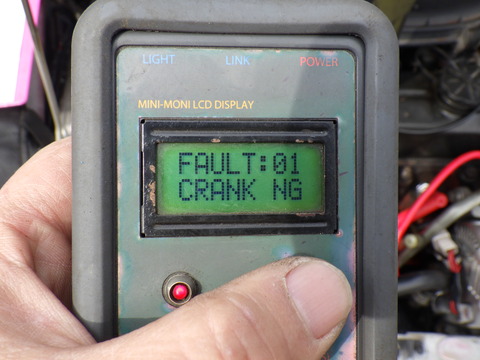 LIGHT LINK POWER
MINI-MONI LCD DISPLAY
FAULT:01
CRANK NG